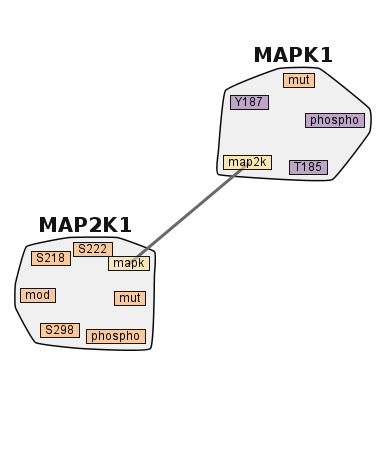 MAPK1
mut
Y187
phospho
map2k
T185
MAP2K1
S222
S218
mapk
mod
mut
S298
phospho